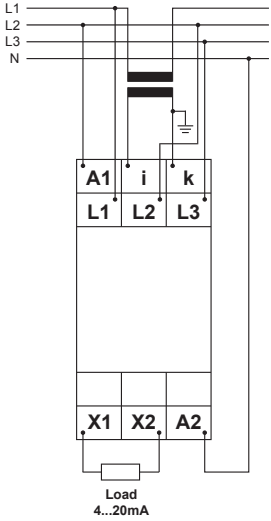 L1
L2
L3
N
A1 i k
L1 L2 L3
X1 X2 A2
Load
4...20mA